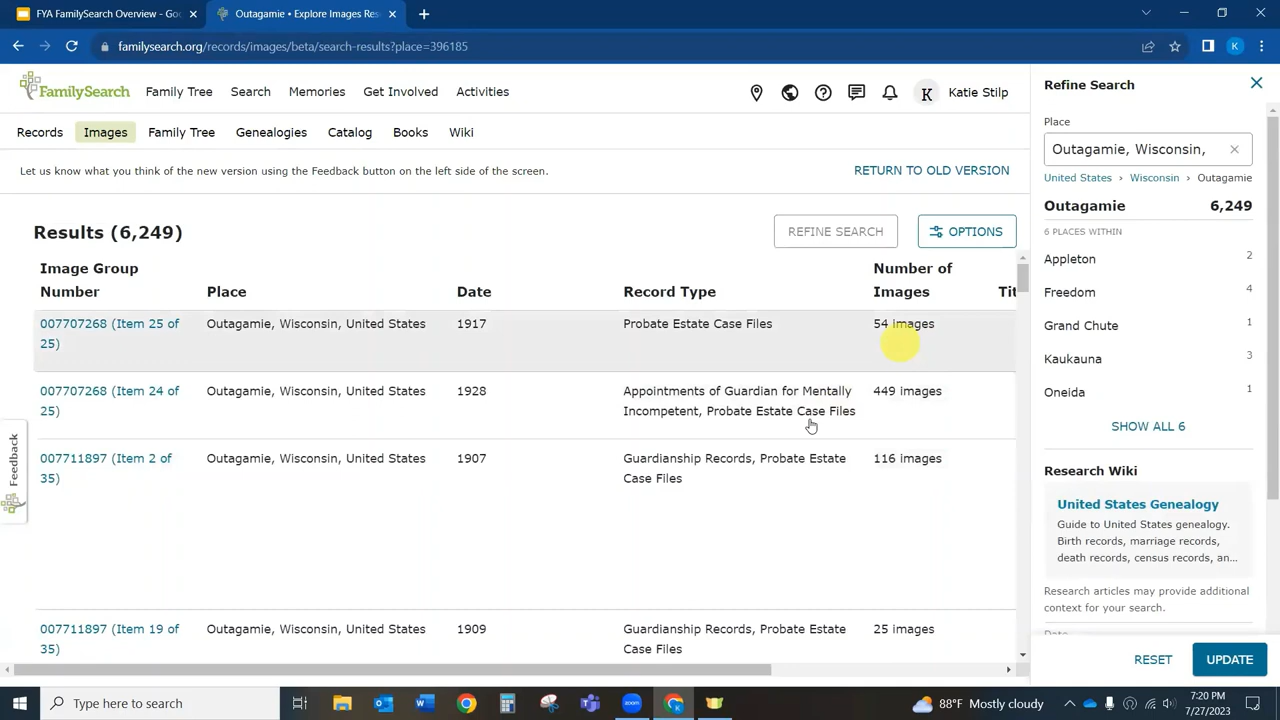 FYA FamilySearch Overview - Goo
Outagamie • Explore Images Res
familysearch.org/records/images/beta/search-results?place=396185
K
FamilySearch
Family Tree
Search
Memories
Get Involved
Activities
K
Katie Stilp
Records
Images
Family Tree
Genealogies
Catalog
Books
Wiki
Let us know what you think of the new version using the Feedback button on the left side of the screen.
RETURN TO OLD VERSION
Results (6,249)
REFINE SEARCH
OPTIONS
Image Group
Number
Place
Date
Record Type
Number of
Images
Tit
007707268 (Item 25 of
25)
Outagamie, Wisconsin, United States
1917
Probate Estate Case Files
54 images
007707268 (Item 24 of
25)
Outagamie, Wisconsin, United States
1928
Appointments of Guardian for Mentally
Incompetent, Probate Estate Case Files
449 images
007711897 (Item 2 of
35)
Outagamie, Wisconsin, United States
1907
Guardianship Records, Probate Estate
Case Files
116 images
007711897 (Item 19 of
35)
Outagamie, Wisconsin, United States
1909
Guardianship Records, Probate Estate
Case Files
25 images
Feedback
Refine Search
Place
Outagamie, Wisconsin,
United States › Wisconsin › Outagamie
Outagamie 6,249
6 PLACES WITHIN
Appleton 2
Freedom 4
Grand Chute 1
Kaukauna 3
Oneida 1
SHOW ALL 6
Research Wiki
United States Genealogy
Guide to United States genealogy.
Birth records, marriage records,
death records, census records, an...
Research articles may provide additional
context for your search.
Date
RESET
UPDATE
Type here to search
88°F Mostly cloudy
7:20 PM
7/27/2023